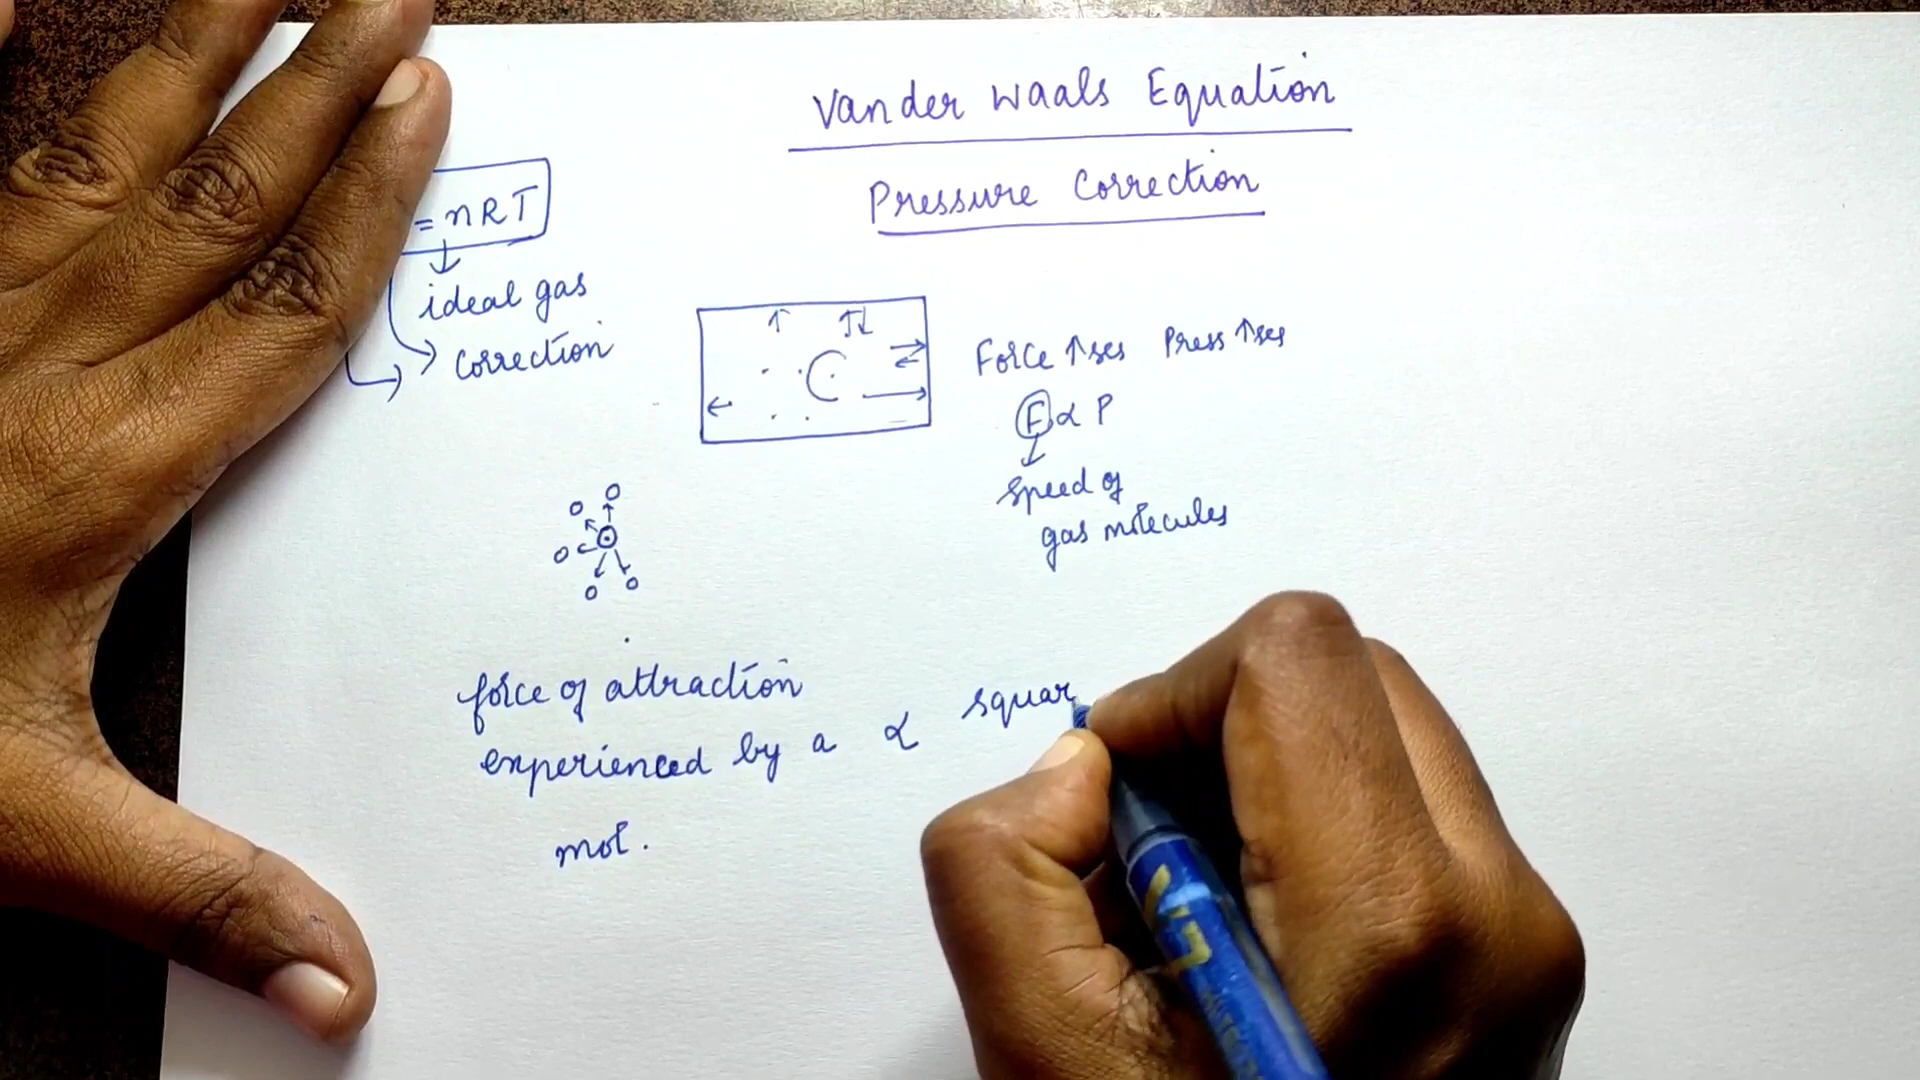 Vander Waals Equation
Pressure Correction
= nRT
ideal gas
Correction
Force ↑ses Press ↑ses
F α P
Speed of
gas molecules
force of attraction
experienced by a α squar
mol.